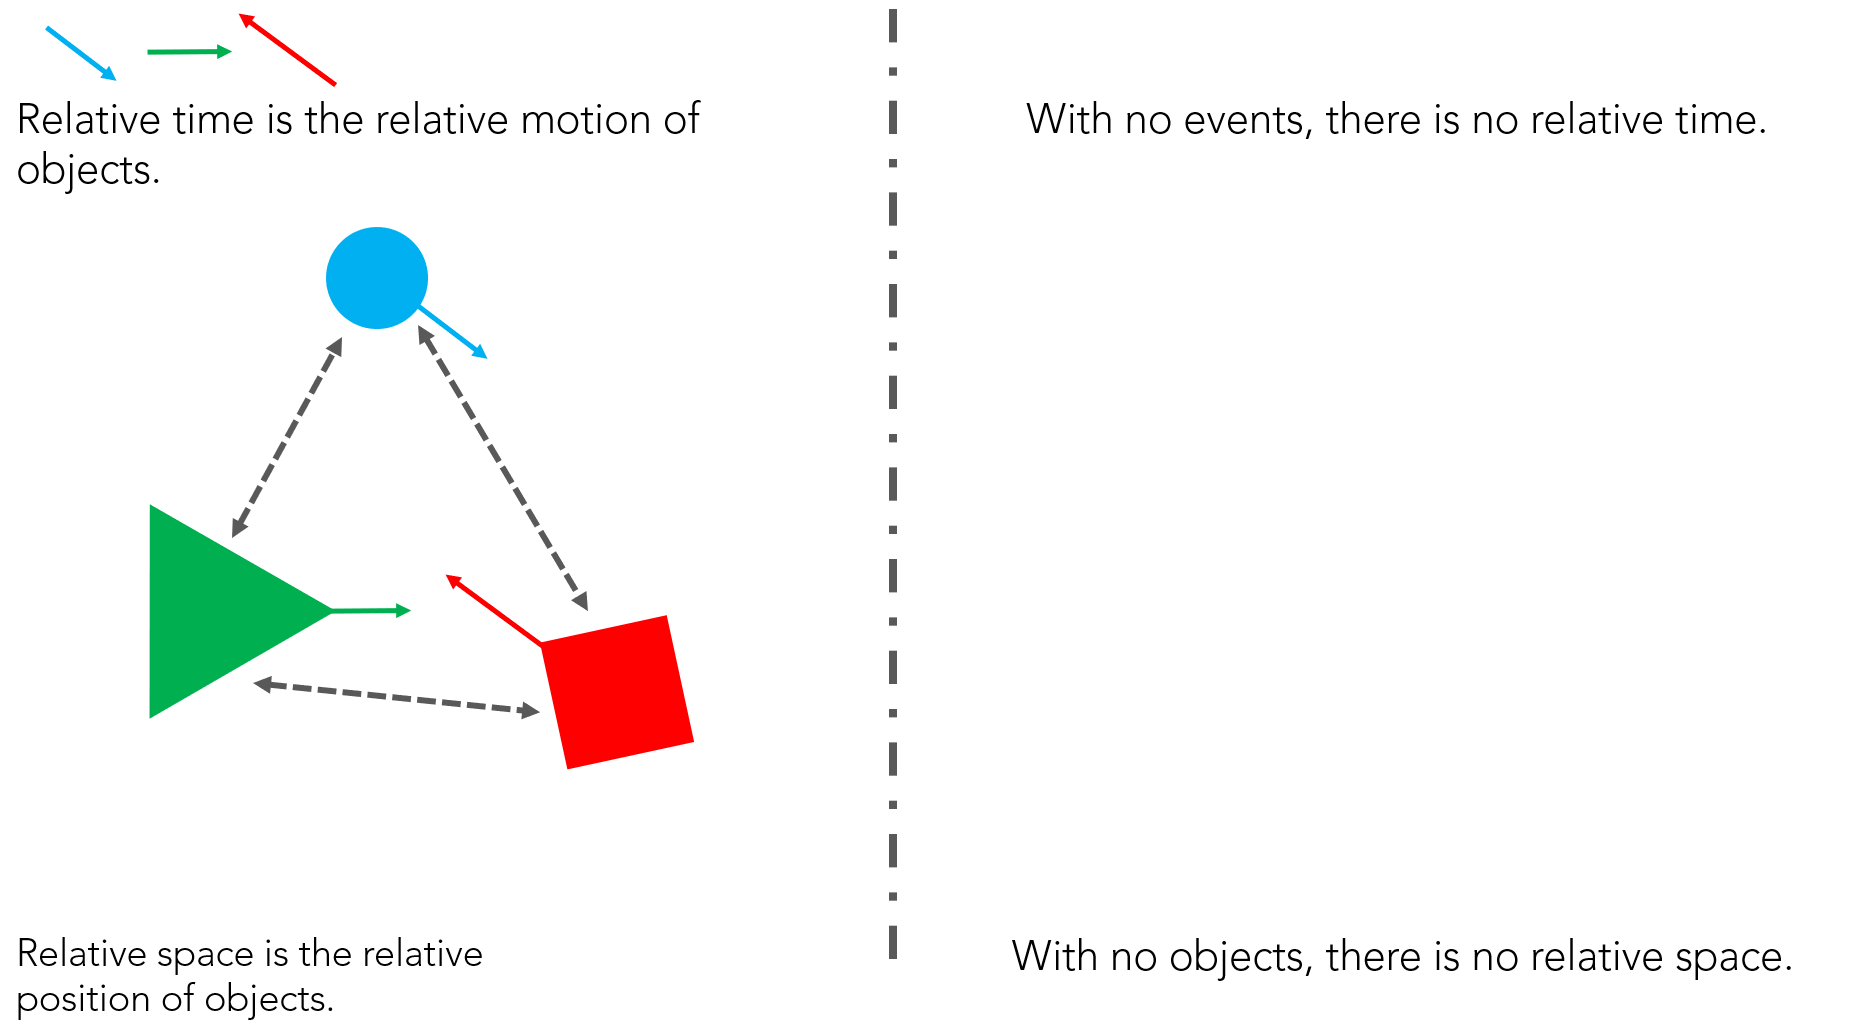 Relative time is the relative motion of
objects.
With no events, there is no relative time.
Relative space is the relative
position of objects.
With no objects, there is no relative space.